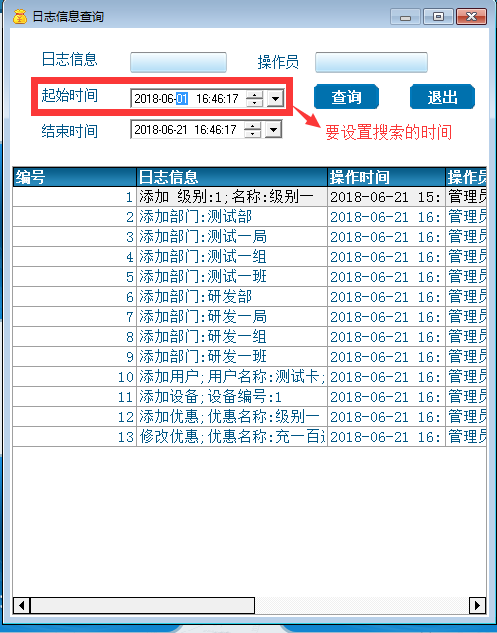 日志信息查询
日志信息 操作员
起始时间 2018-06-01 16:46:17 查询 退出
结束时间 2018-06-21 16:46:17 要设置搜索的时间
编号 日志信息 操作时间 操作员
1 添加 级别:1;名称:级别一 2018-06-21 15: 管理员
2 添加部门:测试部 2018-06-21 16: 管理员
3 添加部门:测试一局 2018-06-21 16: 管理员
4 添加部门:测试一组 2018-06-21 16: 管理员
5 添加部门:测试一班 2018-06-21 16: 管理员
6 添加部门:研发部 2018-06-21 16: 管理员
7 添加部门:研发一局 2018-06-21 16: 管理员
8 添加部门:研发一组 2018-06-21 16: 管理员
9 添加部门:研发一班 2018-06-21 16: 管理员
10 添加用户;用户名称:测试卡; 2018-06-21 16: 管理员
11 添加设备;设备编号:1 2018-06-21 16: 管理员
12 添加优惠;优惠名称:级别一 2018-06-21 16: 管理员
13 修改优惠;优惠名称:充一百 2018-06-21 16: 管理员